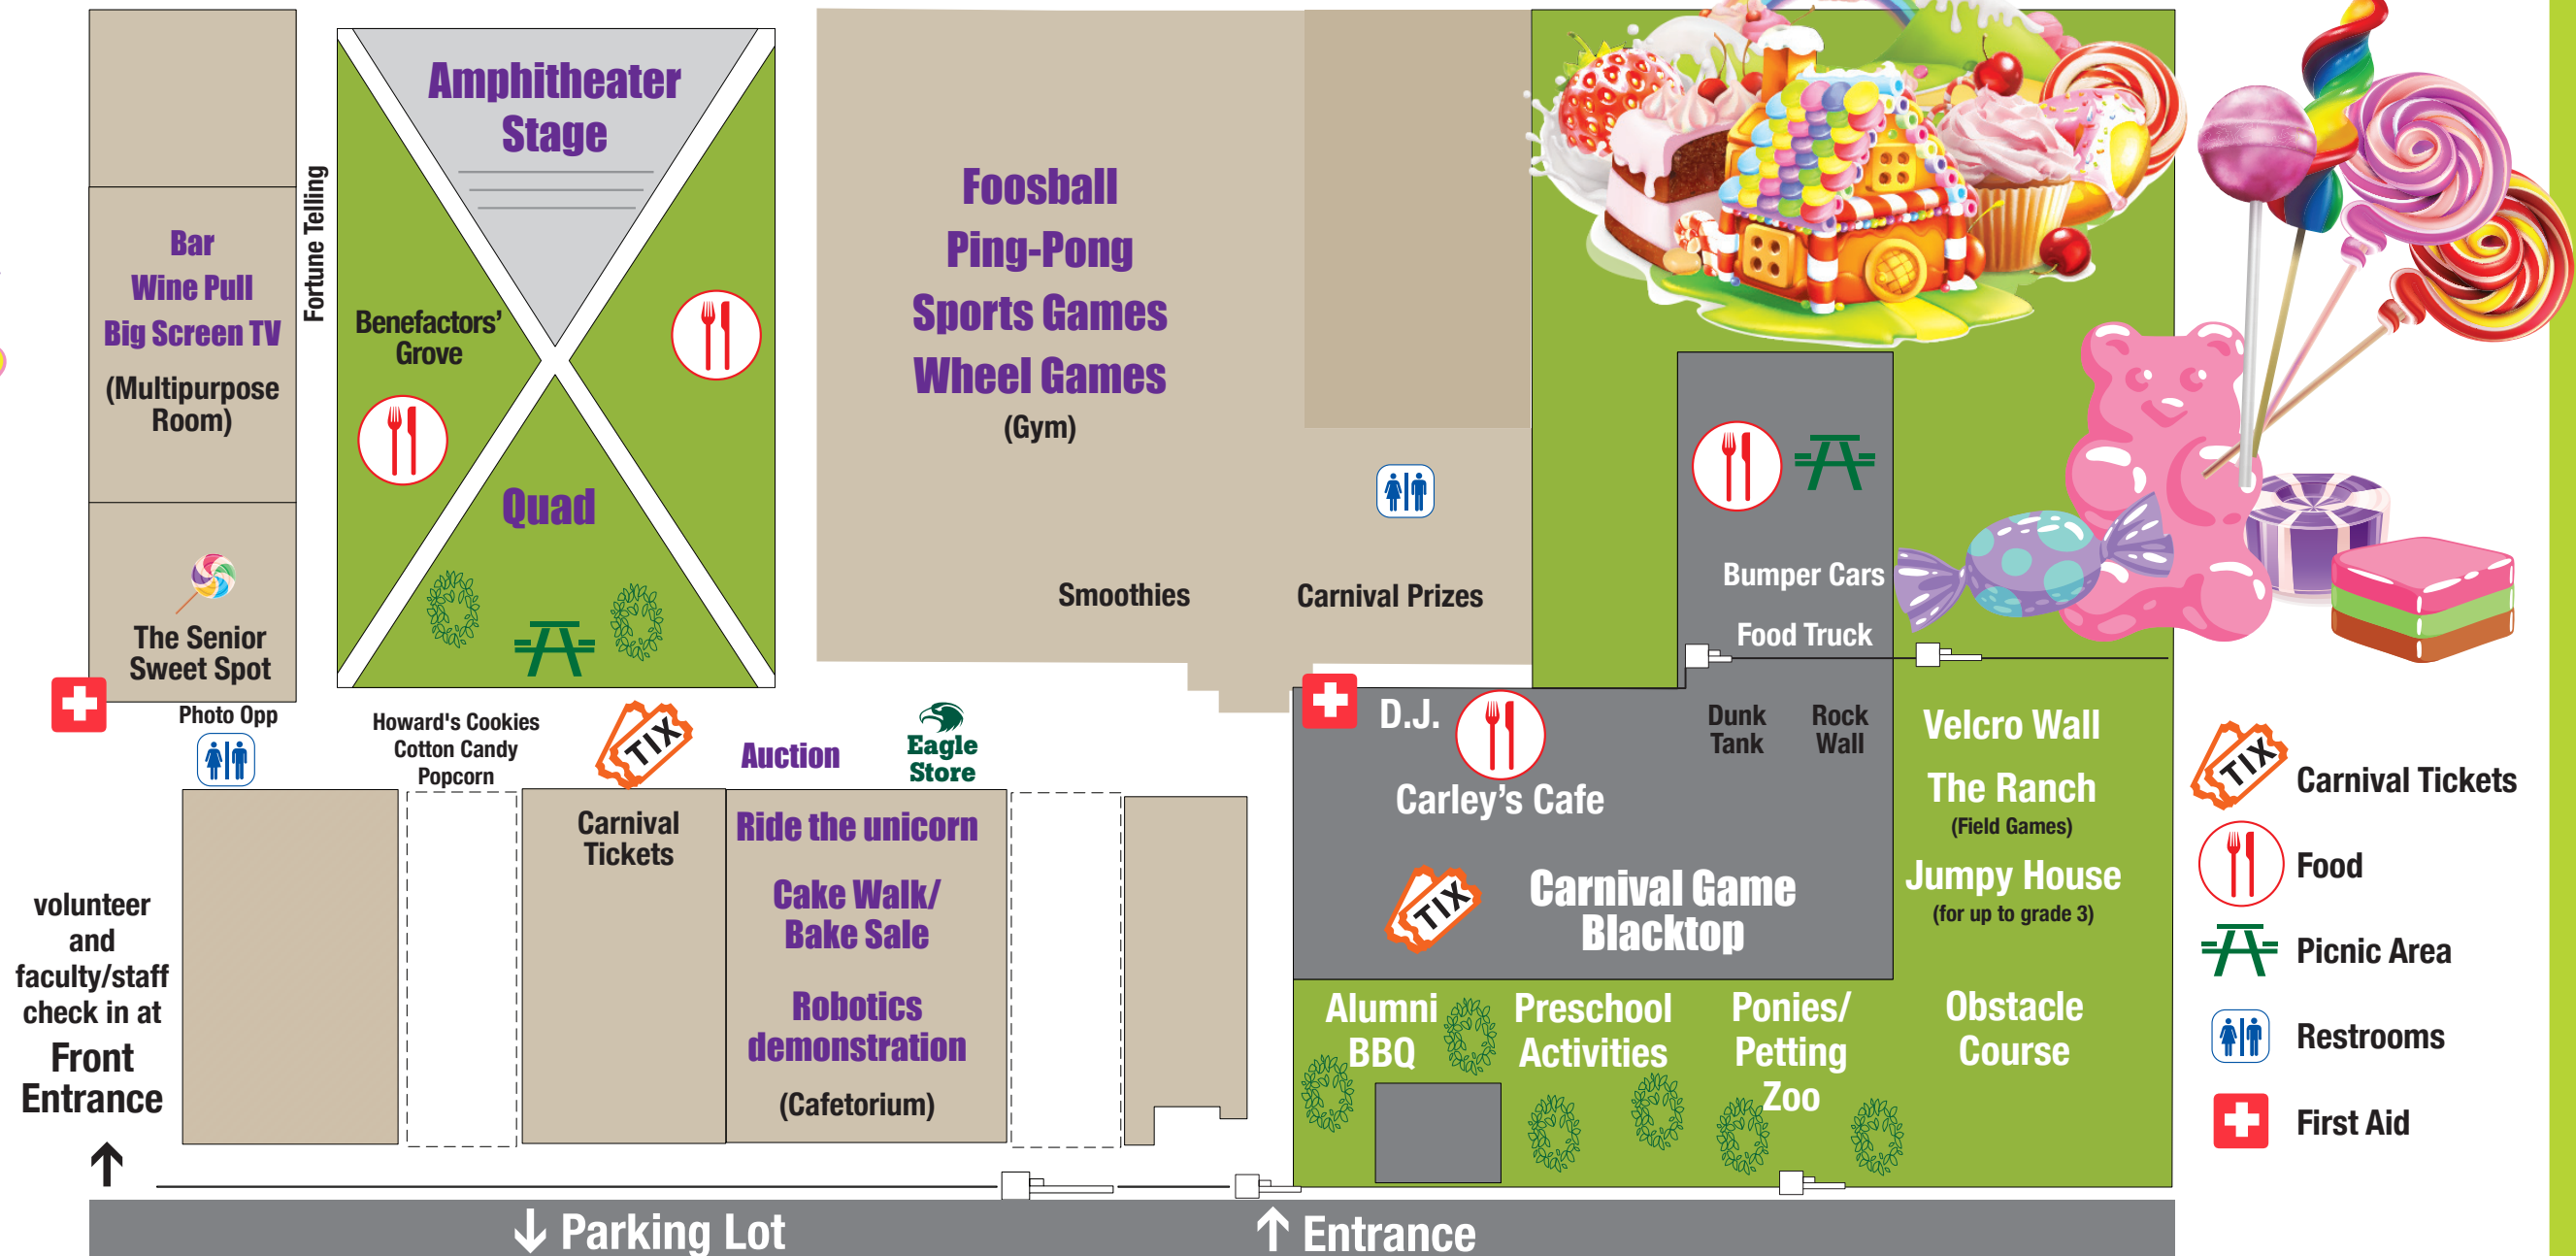 Amphitheater
Stage
Fortune Telling
Bar
Wine Pull
Big Screen TV
(Multipurpose
Room)
Benefactors'
Grove
Quad
The Senior
Sweet Spot
Foosball
Ping-Pong
Sports Games
Wheel Games
(Gym)
Smoothies
Carnival Prizes
Bumper Cars
Food Truck
Photo Opp
Howard's Cookies
Cotton Candy
Popcorn
TIX
Auction
Eagle
Store
Carnival
Tickets
Ride the unicorn
Cake Walk/
Bake Sale
Robotics
demonstration
(Cafetorium)
volunteer
and
faculty/staff
check in at
Front
Entrance
D.J.
Carley's Cafe
Dunk
Tank
Rock
Wall
TIX
Carnival Game
Blacktop
Velcro Wall
The Ranch
(Field Games)
Jumpy House
(for up to grade 3)
Alumni
BBQ
Preschool
Activities
Ponies/
Petting
Zoo
Obstacle
Course
TIX
Carnival Tickets
Food
Picnic Area
Restrooms
First Aid
↓ Parking Lot
↑ Entrance